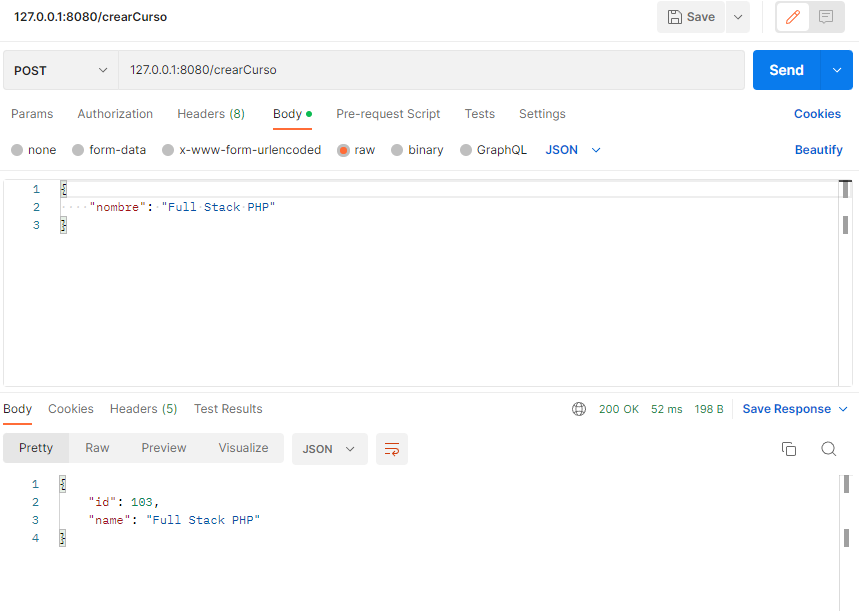 127.0.0.1:8080/crearCurso Save
POST 127.0.0.1:8080/crearCurso Send
Params Authorization Headers (8) Body Pre-request Script Tests Settings Cookies
none form-data x-www-form-urlencoded raw binary GraphQL JSON Beautify
1 {
2 "nombre": "Full Stack PHP"
3 }
Body Cookies Headers (5) Test Results 200 OK 52 ms 198 B Save Response
Pretty Raw Preview Visualize JSON
1 {
2 "id": 103,
3 "name": "Full Stack PHP"
4 }